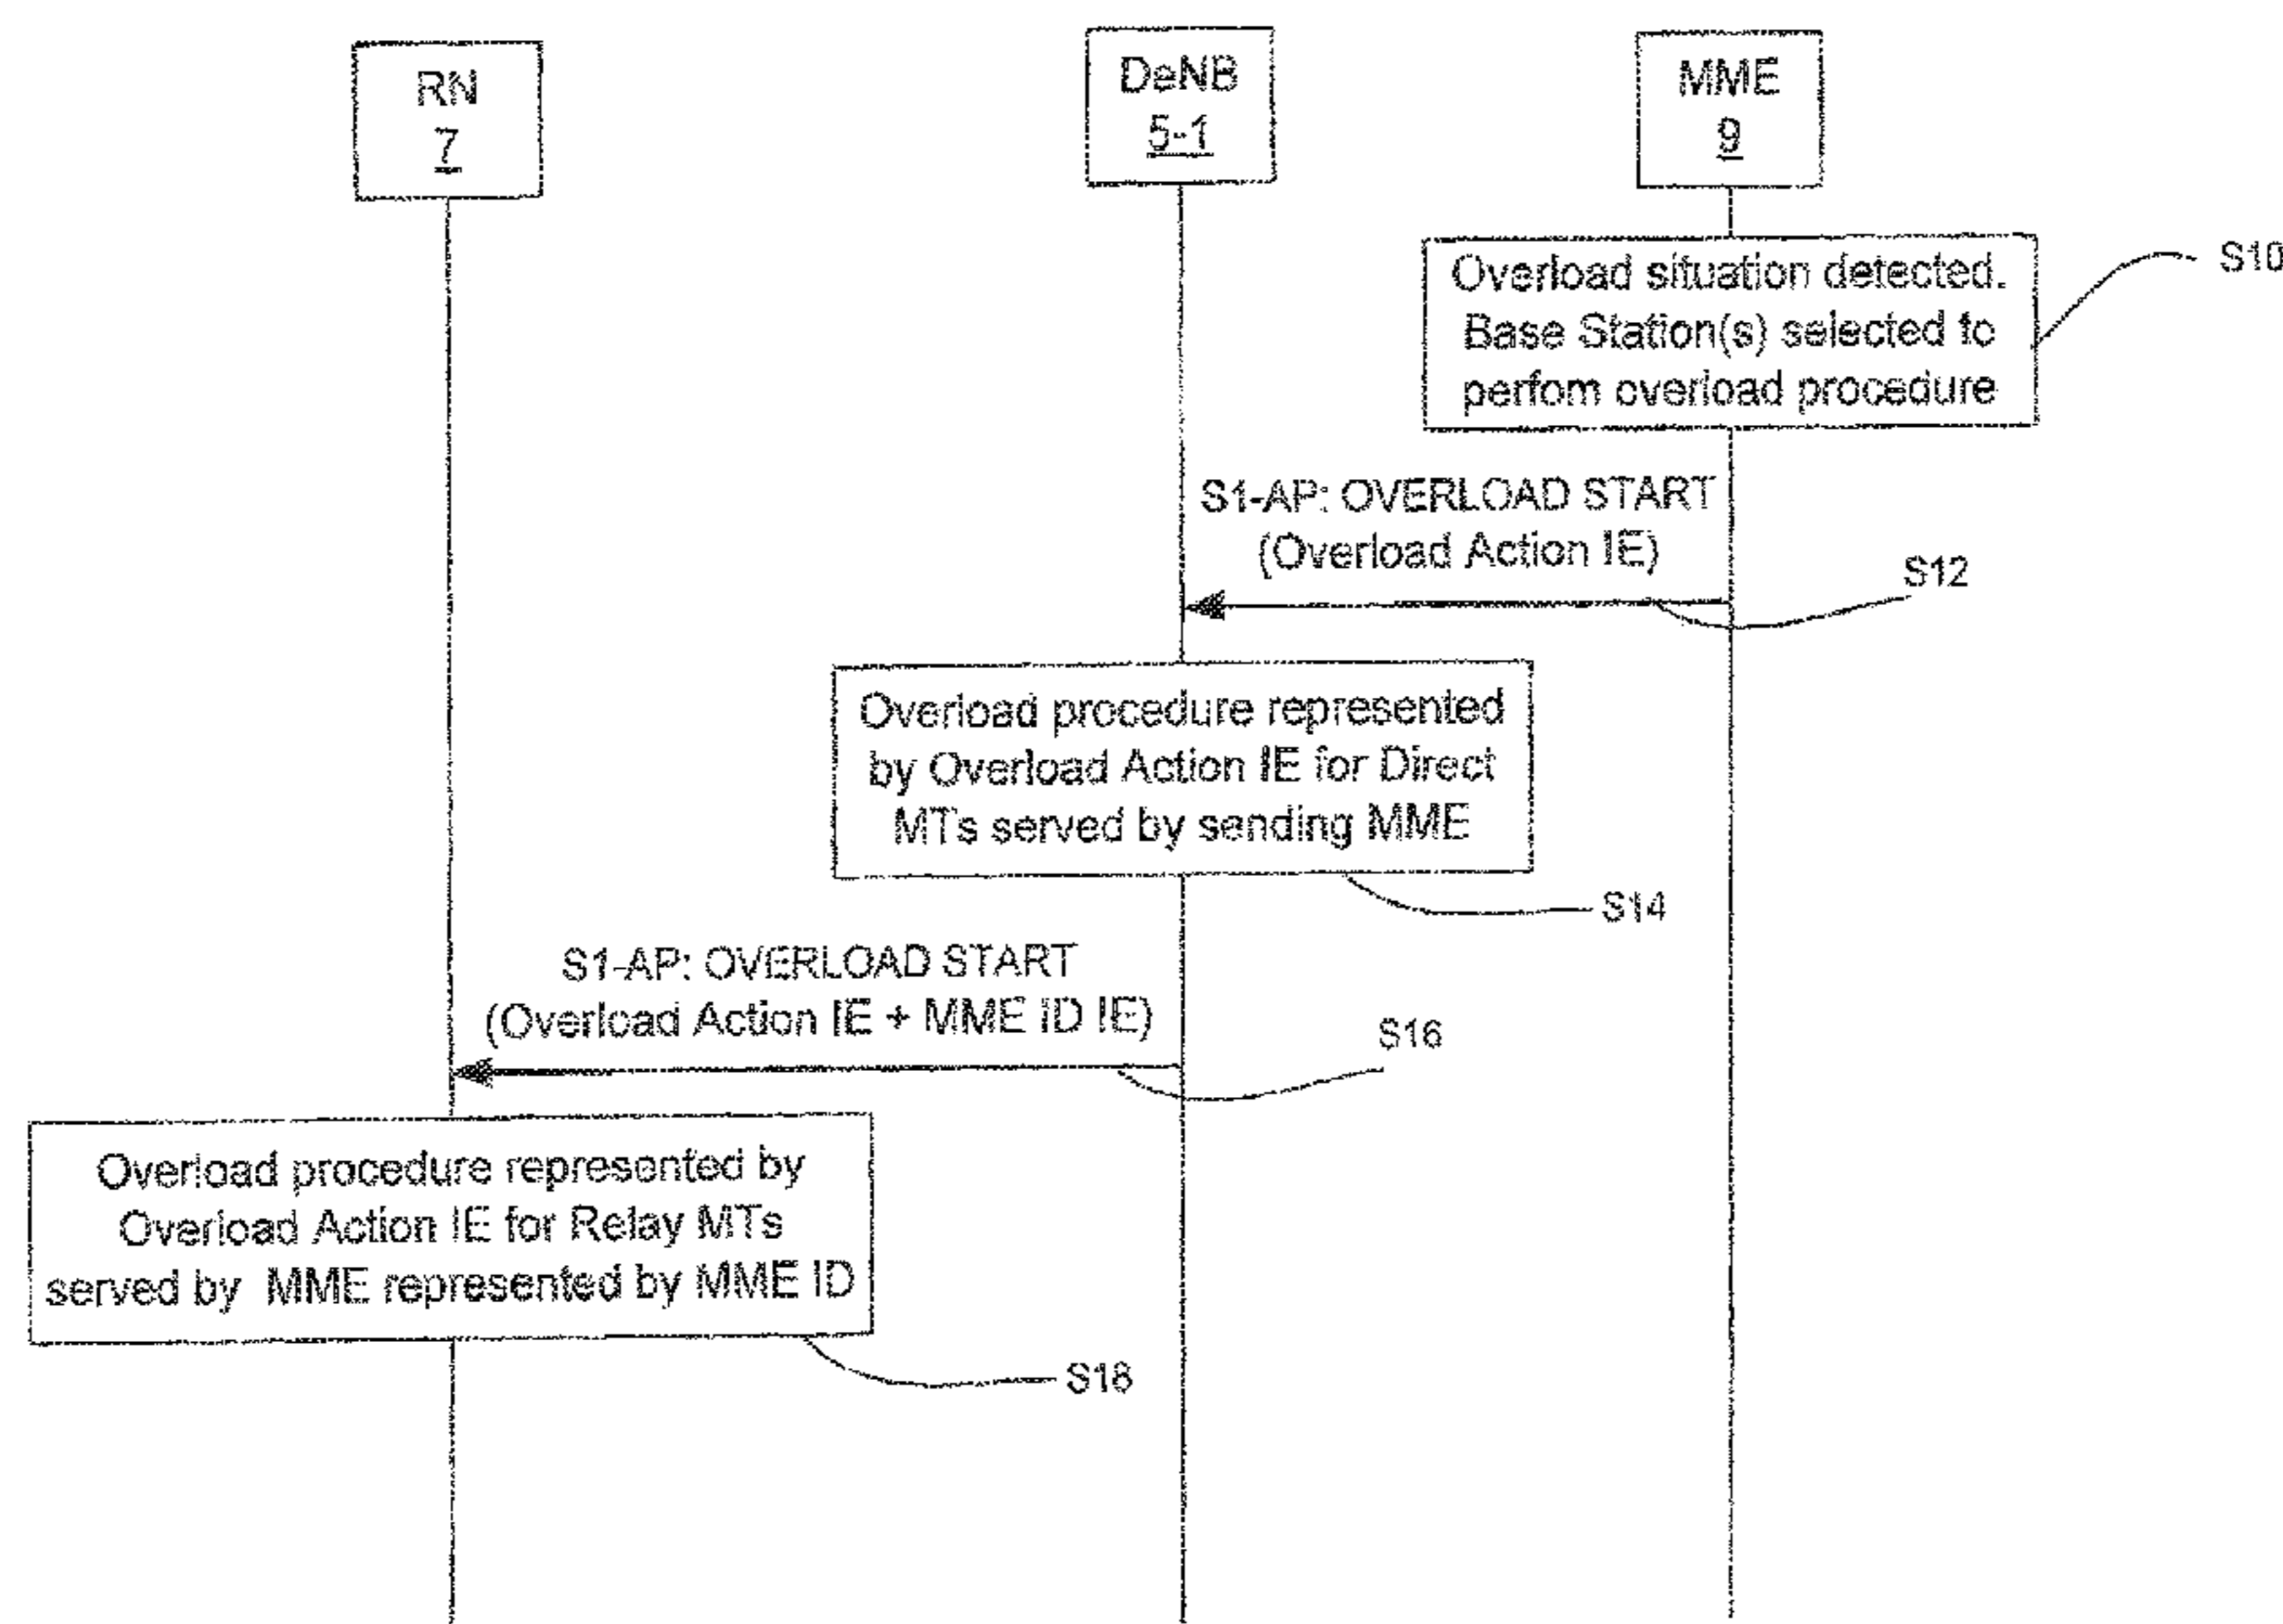 RN
7
DeNB
5-1
MME
9
Overload situation detected.
Base Station(s) selected to
perfom overload procedure
S10
S1-AP: OVERLOAD START
(Overload Action IE)
S12
Overload procedure represented
by Overload Action IE for Direct
MTs served by sending MME
S14
S1-AP: OVERLOAD START
(Overload Action IE + MME ID IE)
S16
Overload procedure represented by
Overload Action IE for Relay MTs
served by MME represented by MME ID
S18